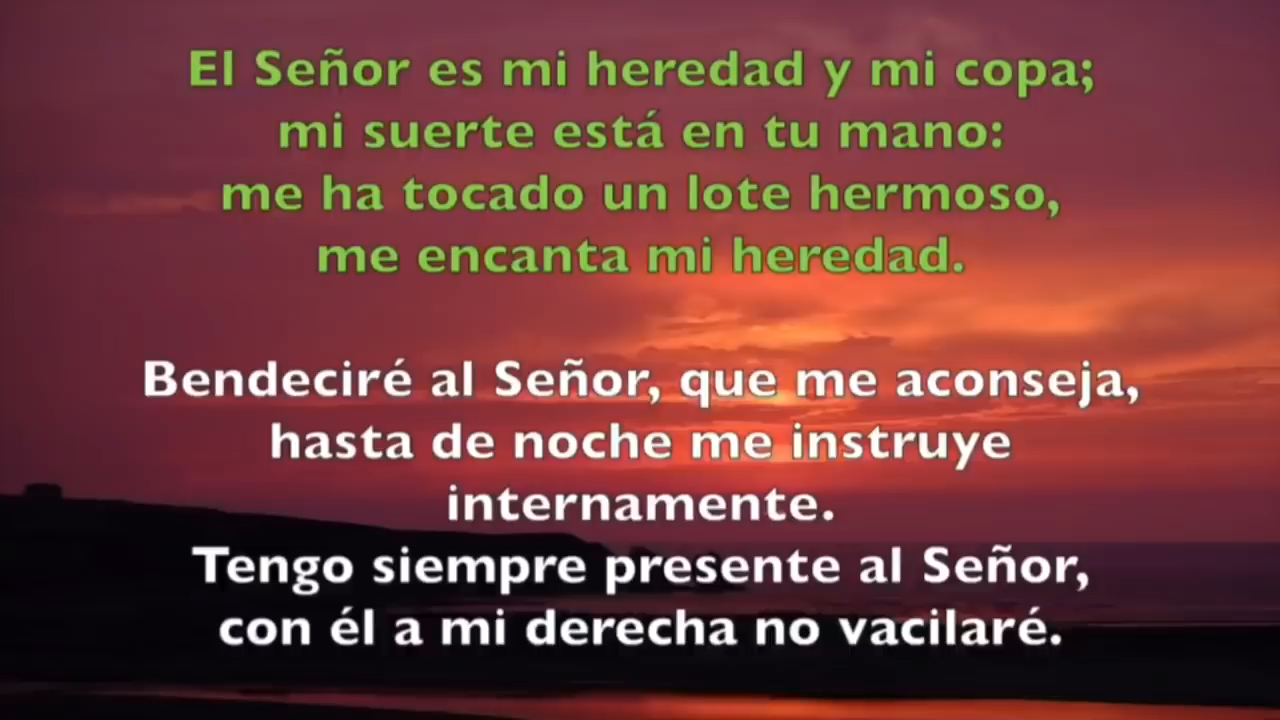 El Señor es mi heredad y mi copa;
mi suerte está en tu mano:
me ha tocado un lote hermoso,
me encanta mi heredad.
Bendeciré al Señor, que me aconseja,
hasta de noche me instruye
internamente.
Tengo siempre presente al Señor,
con él a mi derecha no vacilaré.